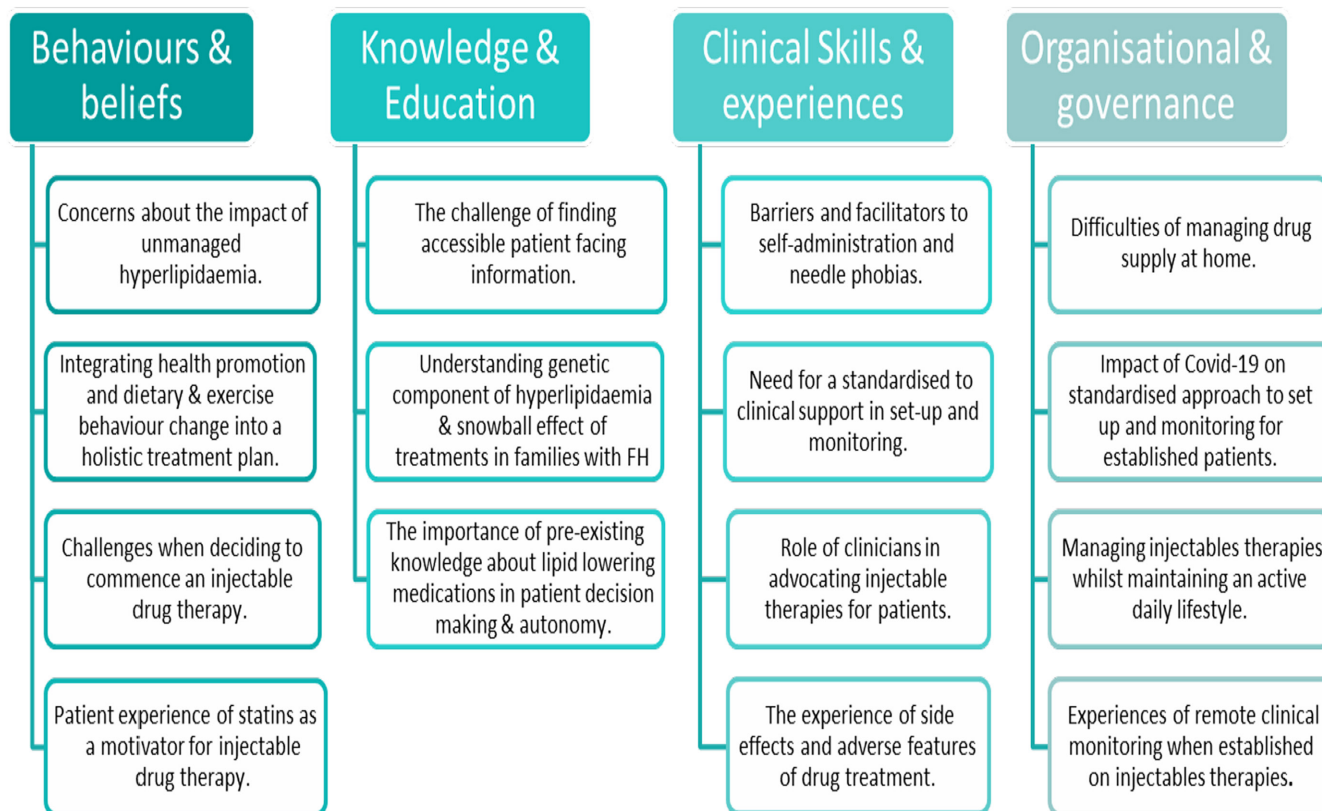 Behaviours &
beliefs
Concerns about the impact of
unmanaged
hyperlipidaemia.
Integrating health promotion
and dietary & exercise
behaviour change into a
holistic treatment plan.
Challenges when deciding to
commence an injectable
drug therapy.
Patient experience of statins as
a motivator for injectable
drug therapy.
Knowledge &
Education
The challenge of finding
accessible patient facing
information.
Understanding genetic
component of hyperlipidaemia
& snowball effect of
treatments in families with FH
The importance of pre-existing
knowledge about lipid lowering
medications in patient decision
making & autonomy.
Clinical Skills &
experiences
Barriers and facilitators to
self-administration and
needle phobias.
Need for a standardised to
clinical support in set-up and
monitoring.
Role of clinicians in
advocating injectable
therapies for patients.
The experience of side
effects and adverse features
of drug treatment.
Organisational &
governance
Difficulties of managing drug
supply at home.
Impact of Covid-19 on
standardised approach to set
up and monitoring for
established patients.
Managing injectables therapies
whilst maintaining an active
daily lifestyle.
Experiences of remote clinical
monitoring when established
on injectables therapies.